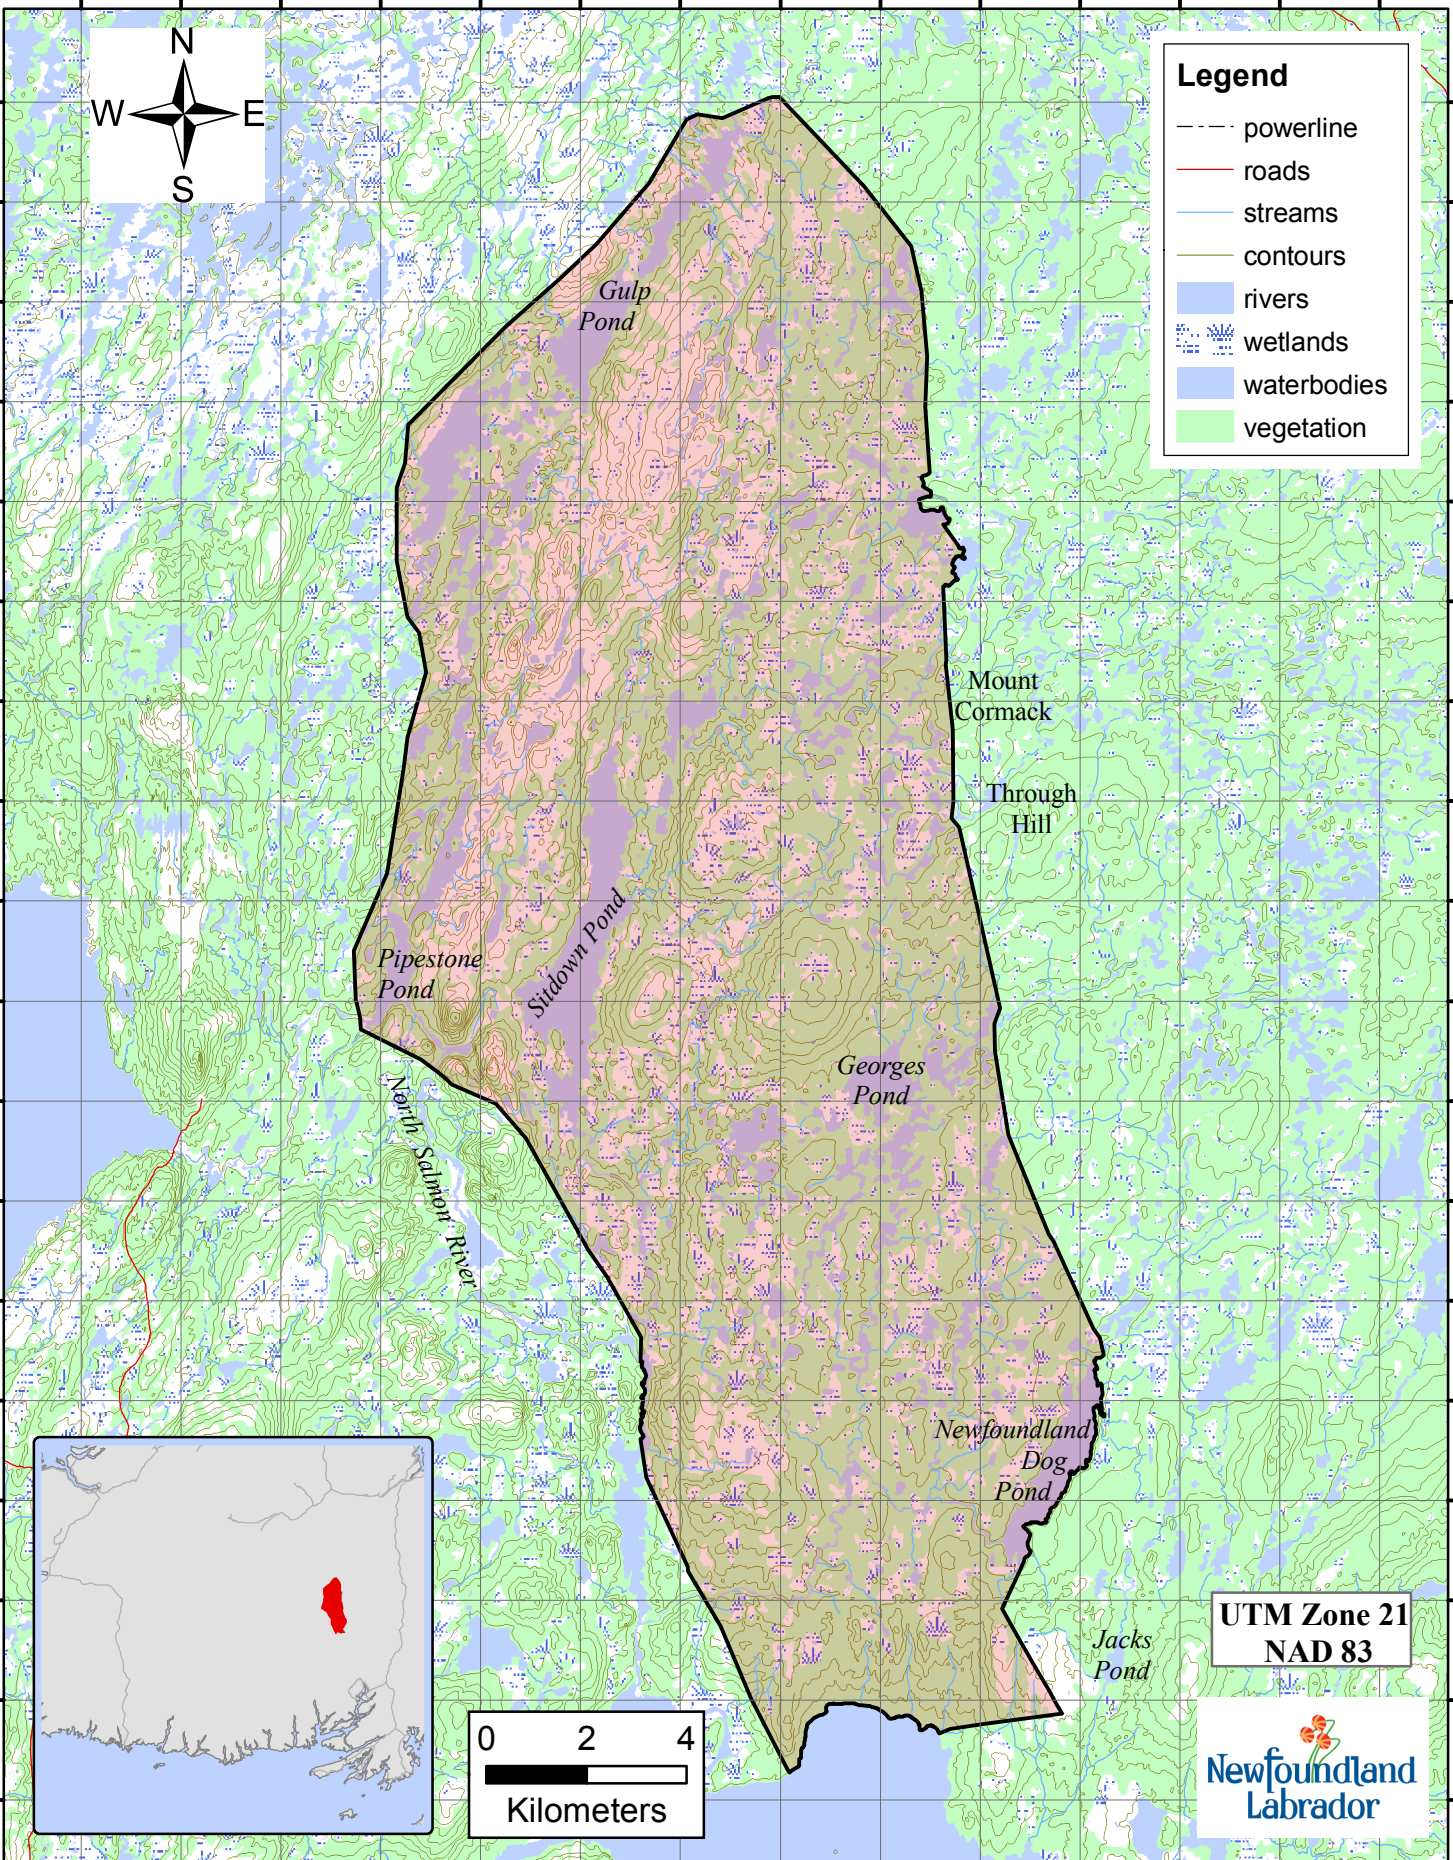 N
W E
S
Legend
powerline
roads
streams
contours
rivers
wetlands
waterbodies
vegetation
Gulp
Pond
Mount
Cormack
Through
Hill
Sitdown Pond
Pipestone
Pond
Georges
Pond
North Salmon River
Newfoundland
Dog
Pond
Jacks
Pond
UTM Zone 21
NAD 83
0 2 4
Kilometers
Newfoundland
Labrador